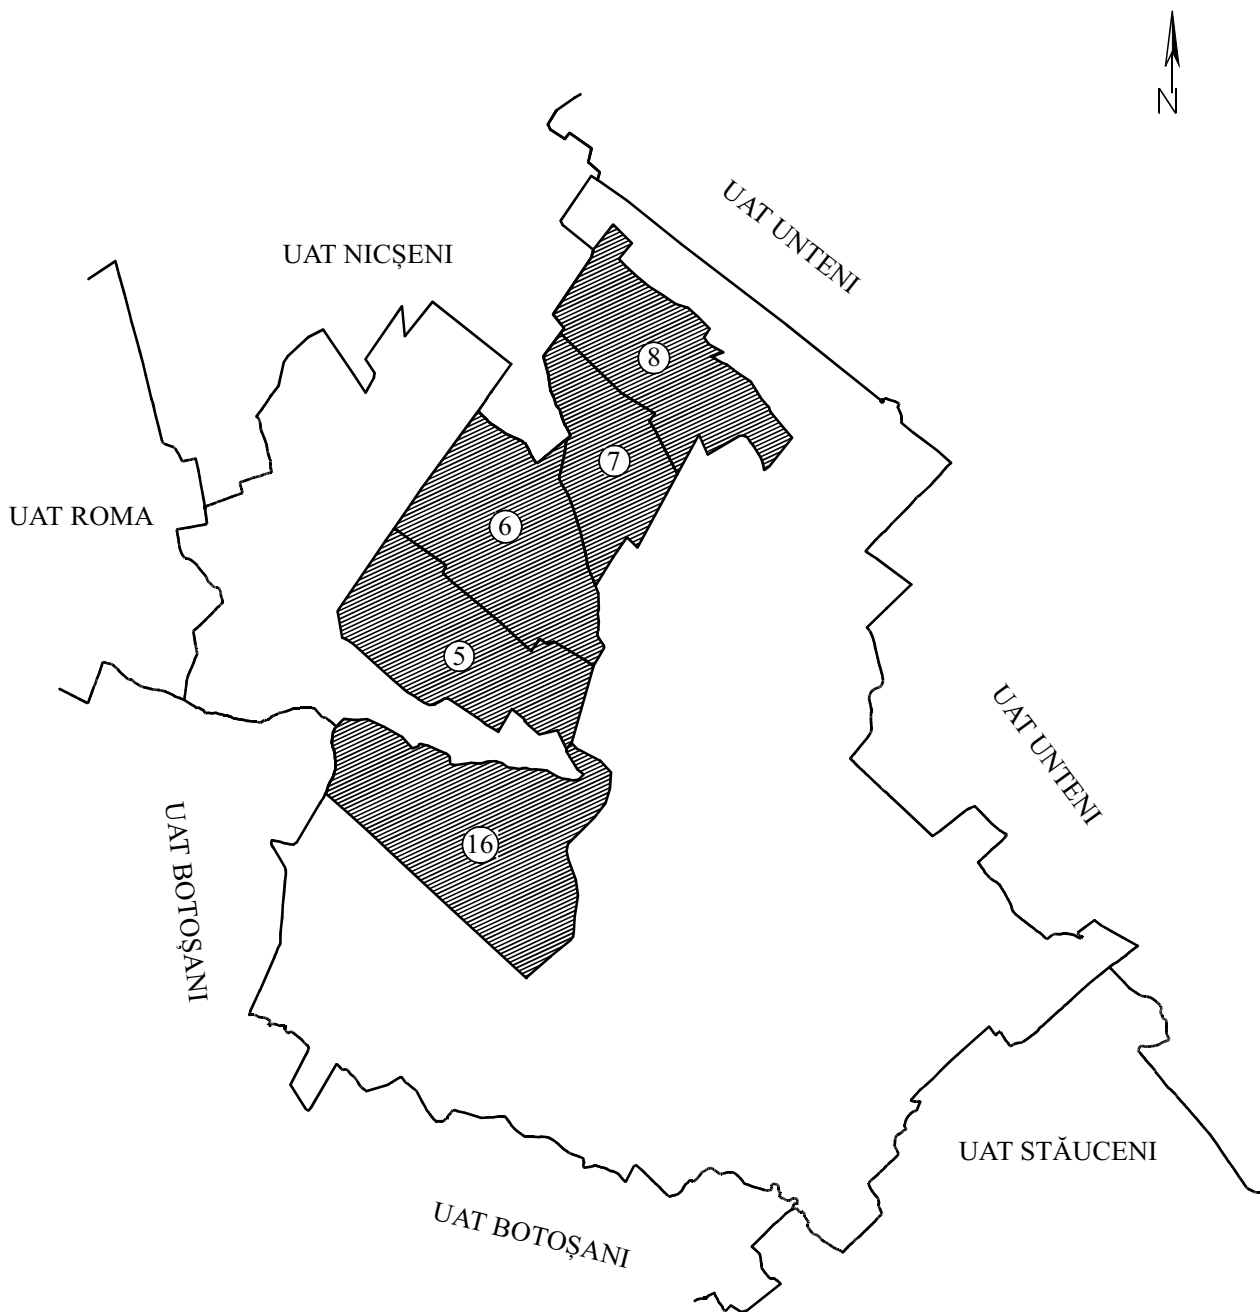 N
UAT UNTENI
UAT NICȘENI
8
7
UAT ROMA
6
5
UAT UNTENI
UAT BOTOȘANI
16
UAT STĂUCENI
UAT BOTOȘANI